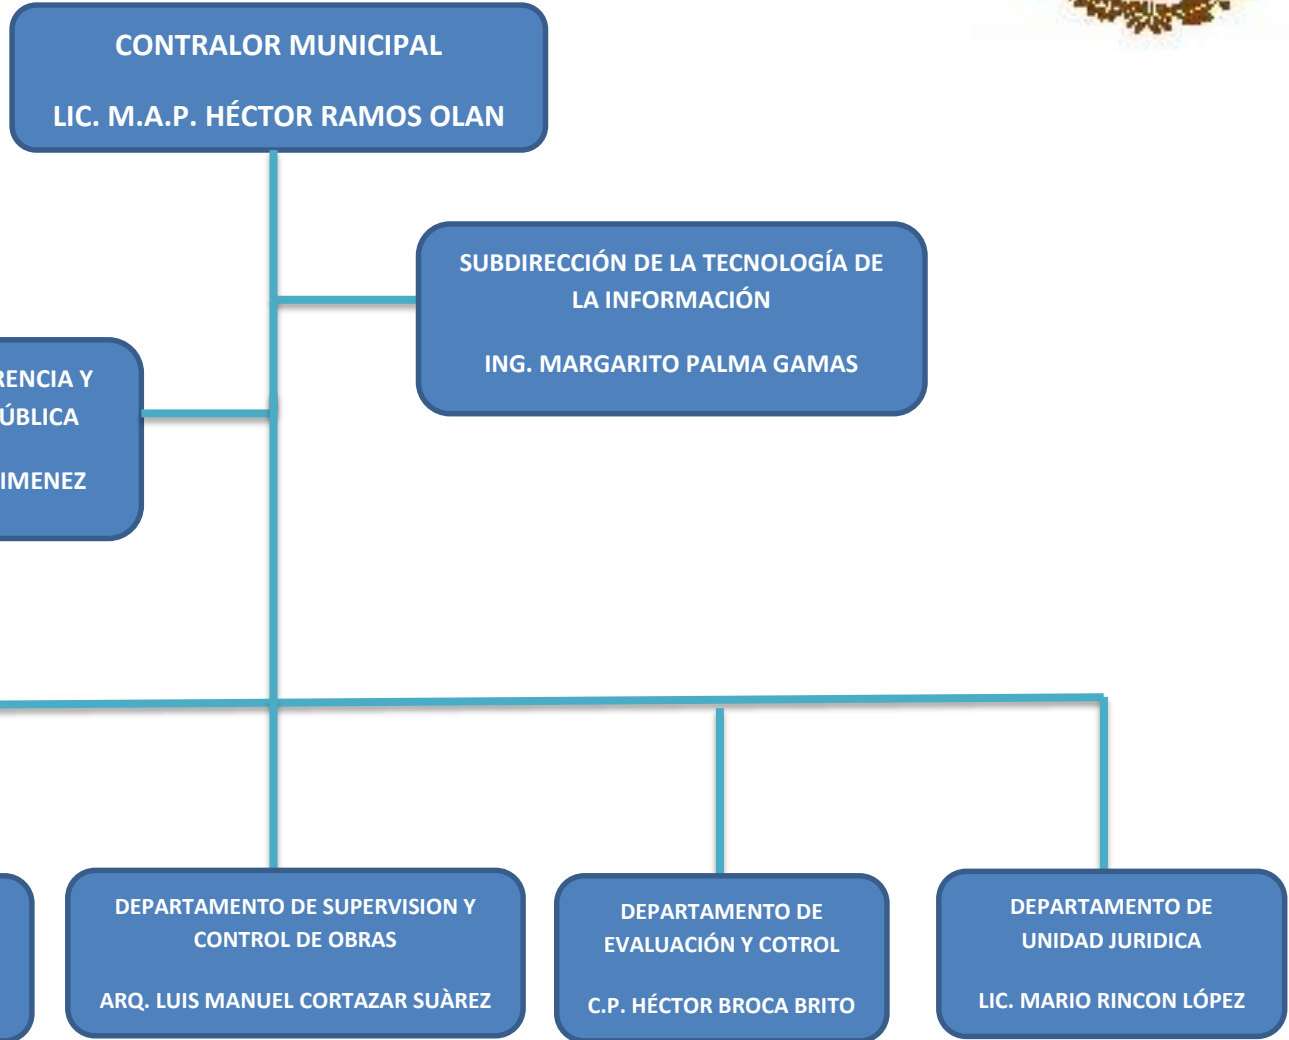 CONTRALOR MUNICIPAL
LIC. M.A.P. HÉCTOR RAMOS OLAN
SUBDIRECCIÓN DE LA TECNOLOGÍA DE
LA INFORMACIÓN
ING. MARGARITO PALMA GAMAS
RENCIA Y
ÚBLICA
IMENEZ
DEPARTAMENTO DE SUPERVISION Y
CONTROL DE OBRAS
ARQ. LUIS MANUEL CORTAZAR SUÀREZ
DEPARTAMENTO DE
EVALUACIÓN Y COTROL
C.P. HÉCTOR BROCA BRITO
DEPARTAMENTO DE
UNIDAD JURIDICA
LIC. MARIO RINCON LÓPEZ